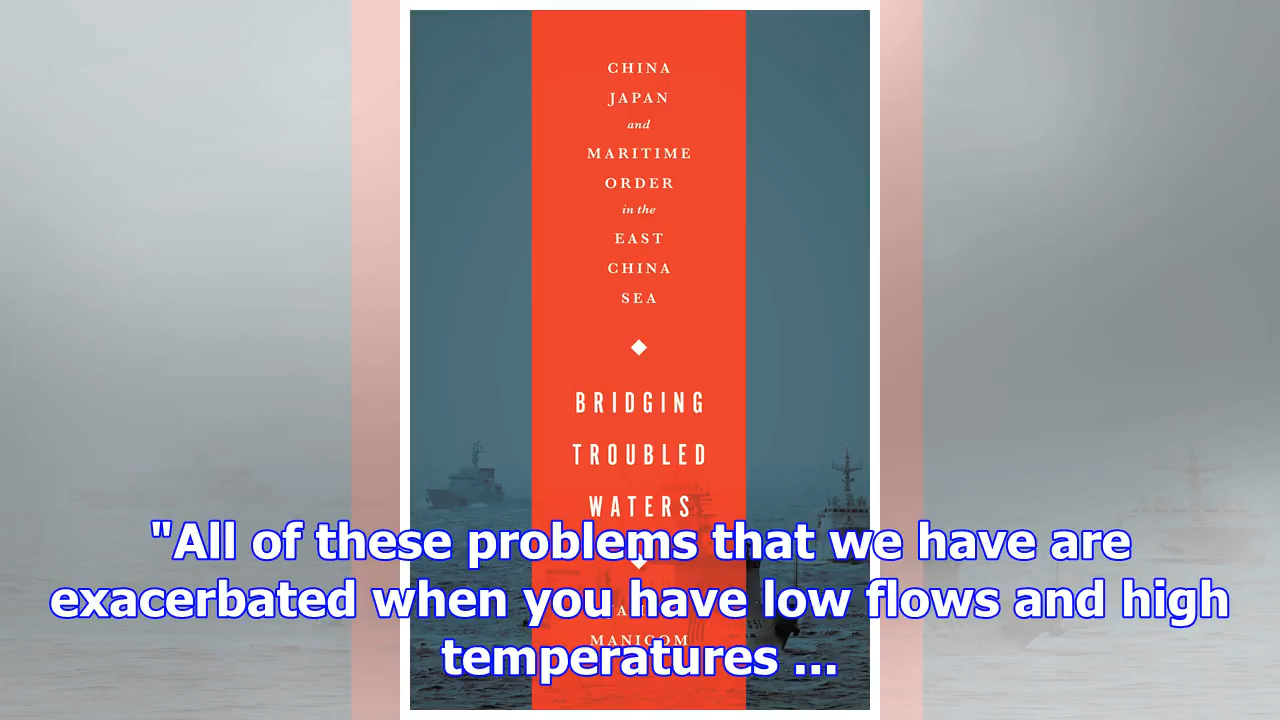 CHINA
JAPAN
and
MARITIME
ORDER
in the
EAST
CHINA
SEA
BRIDGING
TROUBLED
WATERS
"All of these problems that we have are
exacerbated when you have low flows and high
MANICOM
temperatures ...